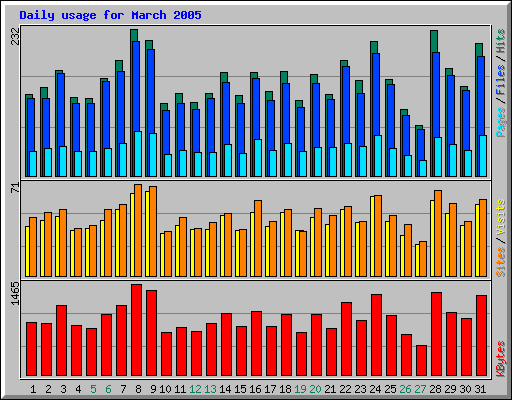 Daily usage for March 2005
232
Pages / Files / Hits
71
Sites / Visits
1465
KBytes
1 2 3 4 5 6 7 8 9 10 11 12 13 14 15 16 17 18 19 20 21 22 23 24 25 26 27 28 29 30 31